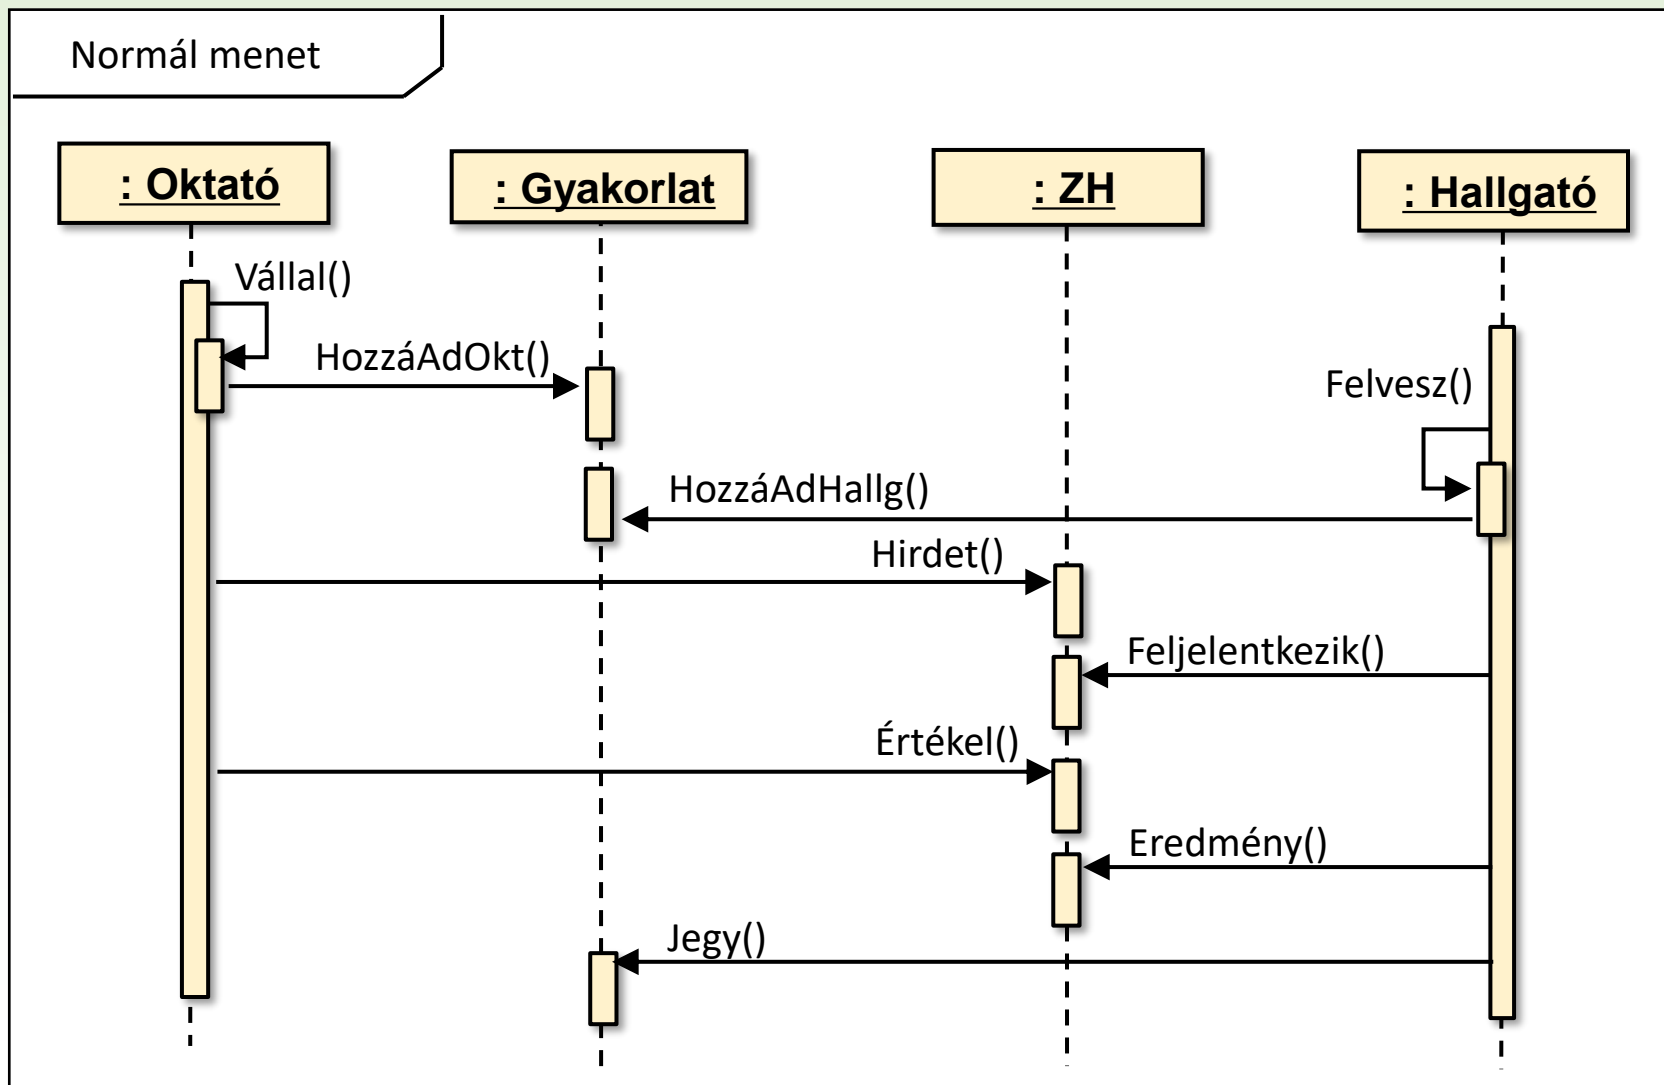 Normál menet
: Oktató
: Gyakorlat
: ZH
: Hallgató
Vállal()
HozzáAdOkt()
Felvesz()
HozzáAdHallg()
Hirdet()
Feljelentkezik()
Értékel()
Eredmény()
Jegy()